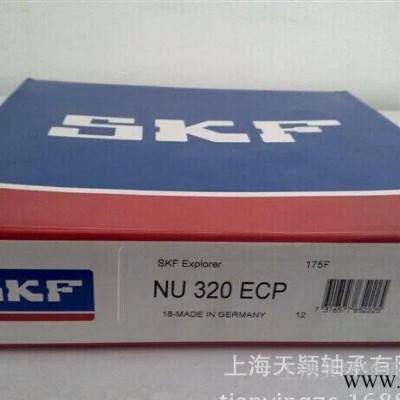 SKF
SKF
SKF Explorer 175F
NU 320 ECP
18-MADE IN GERMANY 12
上海天颖轴承有限
www.